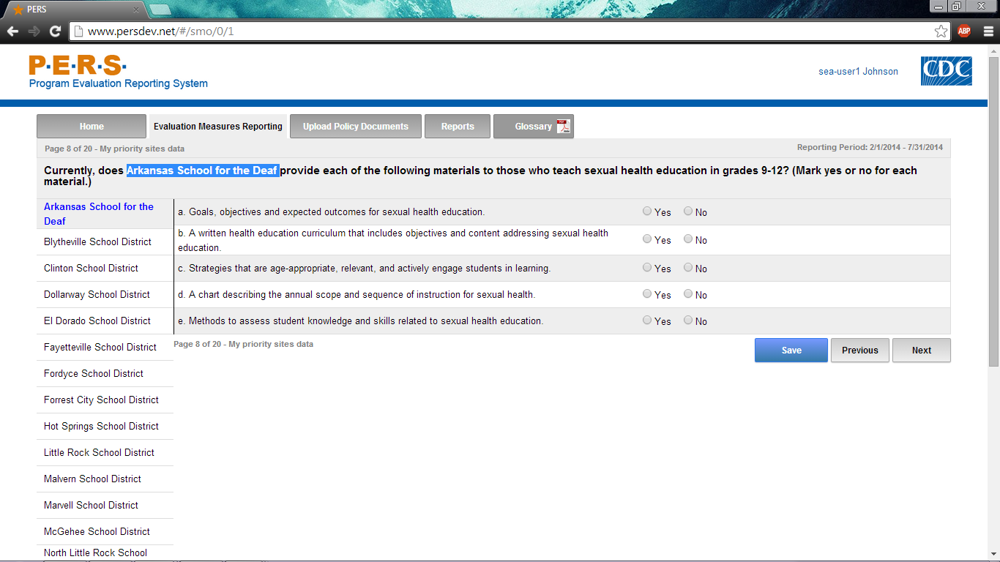 PERS
www.persdev.net/#/smo/0/1
ABP
P·E·R·S·
Program Evaluation Reporting System
sea-user1 Johnson
CDC
Home
Evaluation Measures Reporting
Upload Policy Documents
Reports
Glossary
Page 8 of 20 - My priority sites data
Reporting Period: 2/1/2014 - 7/31/2014
Currently, does Arkansas School for the Deaf provide each of the following materials to those who teach sexual health education in grades 9-12? (Mark yes or no for each
material.)
Arkansas School for the
Deaf
Blytheville School District
Clinton School District
Dollarway School District
El Dorado School District
Fayetteville School District
Fordyce School District
Forrest City School District
Hot Springs School District
Little Rock School District
Malvern School District
Marvell School District
McGehee School District
North Little Rock School
a. Goals, objectives and expected outcomes for sexual health education.
Yes No
b. A written health education curriculum that includes objectives and content addressing sexual health
education.
Yes No
c. Strategies that are age-appropriate, relevant, and actively engage students in learning.
Yes No
d. A chart describing the annual scope and sequence of instruction for sexual health.
Yes No
e. Methods to assess student knowledge and skills related to sexual health education.
Yes No
Page 8 of 20 - My priority sites data
Save
Previous
Next